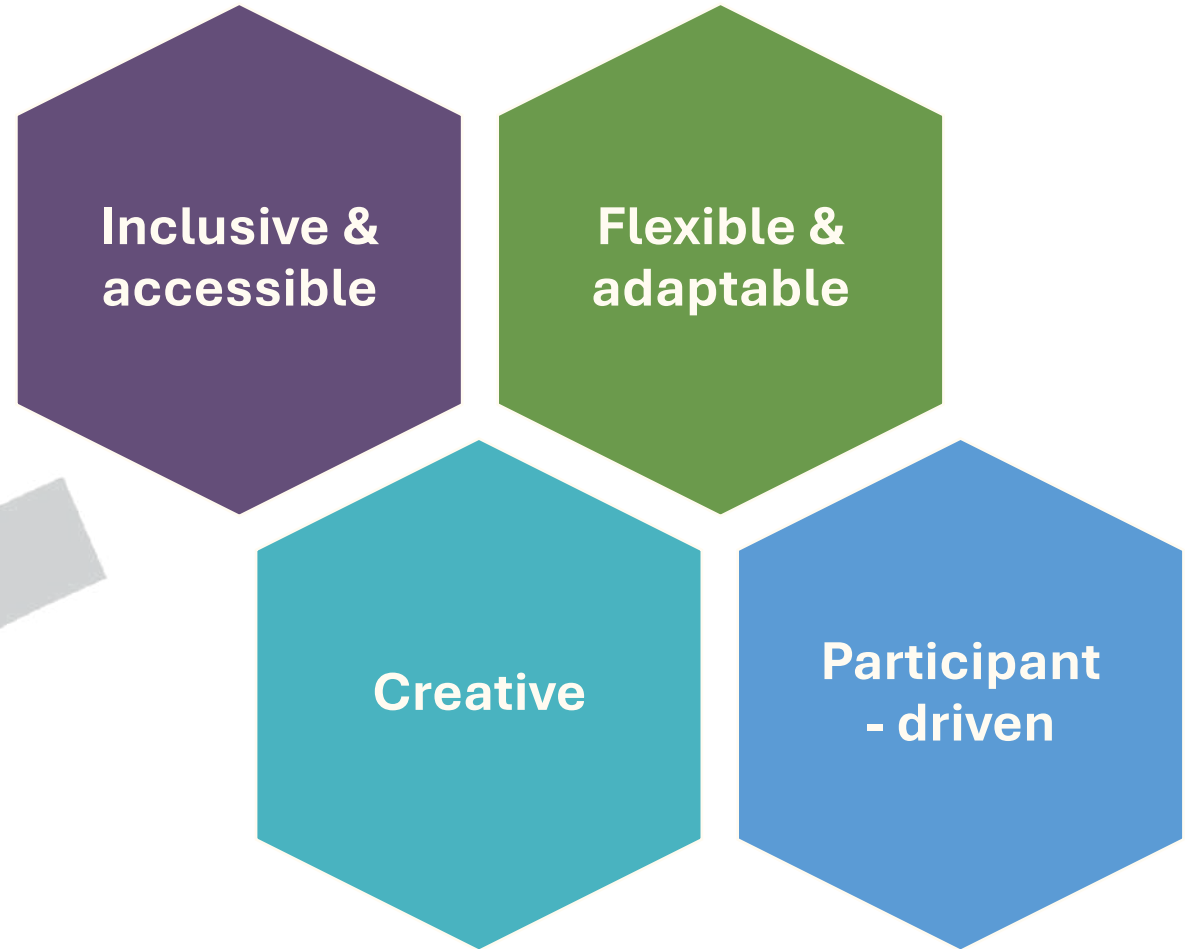 Inclusive &
accessible
Flexible &
adaptable
Creative
Participant
- driven